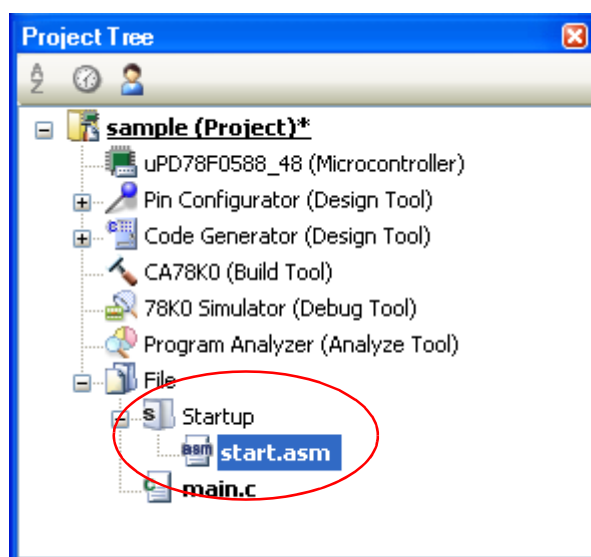 Project Tree
A
Z
sample (Project)*
uPD78F0588_48 (Microcontroller)
Pin Configurator (Design Tool)
Code Generator (Design Tool)
CA78K0 (Build Tool)
78K0 Simulator (Debug Tool)
Program Analyzer (Analyze Tool)
File
S Startup
asm start.asm
C main.c